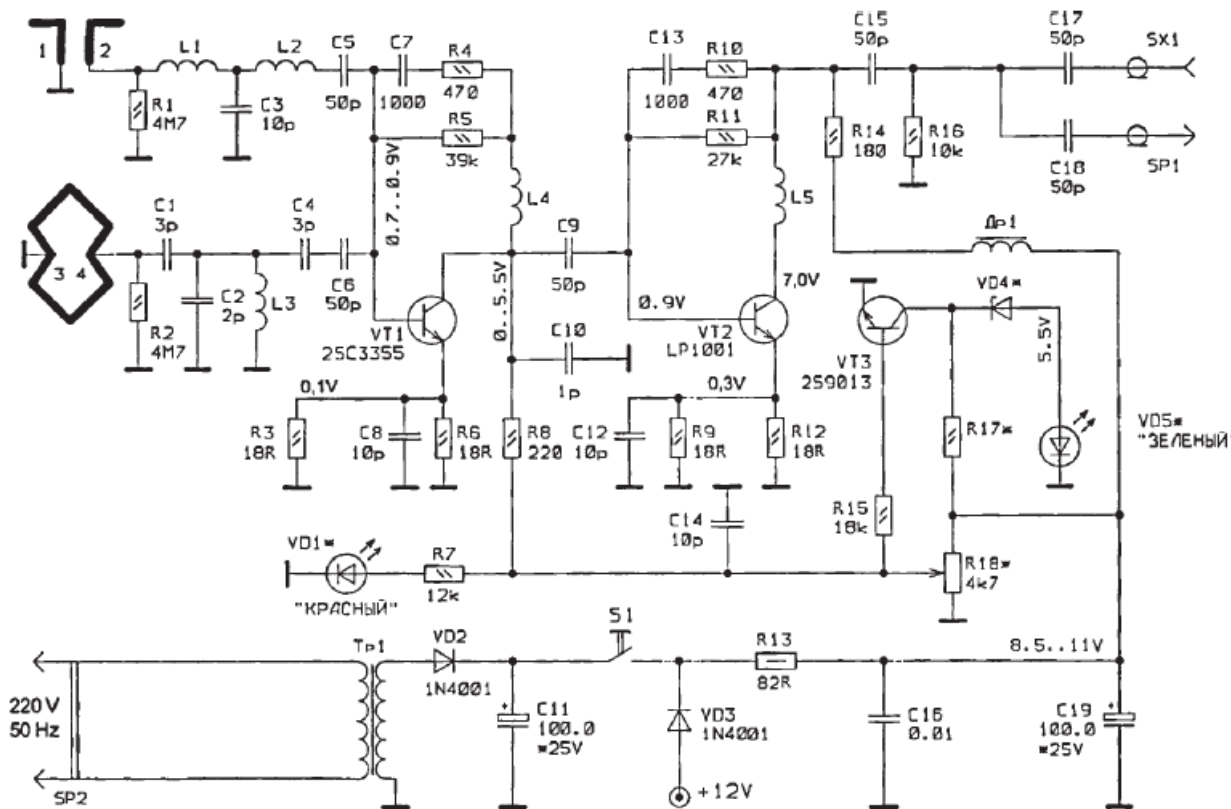 1
2
L1
L2
C5
50p
C7
1000
R4
470
R1
4M7
C3
10p
R5
39k
C13
1000
R10
470
R11
27k
C15
50p
C17
50p
SX1
R14
180
R16
10k
C18
50p
SP1
0.7..0.9V
L4
L5
3
4
C1
3p
C4
3p
C6
50p
C2
2p
L3
R2
4M7
VT1
2SC3355
0..5.5V
C9
50p
C10
1p
0.9V
7,0V
VT2
LP1001
Др1
VT3
2S9013
VD4*
5.5V
VD5*
"ЗЕЛЕНЫЙ"
0,1V
R3
18R
C8
10p
R6
18R
R8
220
0,3V
C12
10p
R9
18R
R12
18R
R17*
C14
10p
R15
18k
R18*
4k7
VD1*
"КРАСНЫЙ"
R7
12k
220 V
50 Hz
SP2
Тр1
VD2
1N4001
C11
100.0
*25V
S1
VD3
1N4001
+12V
R13
82R
8.5..11V
C16
0.01
C19
100.0
*25V